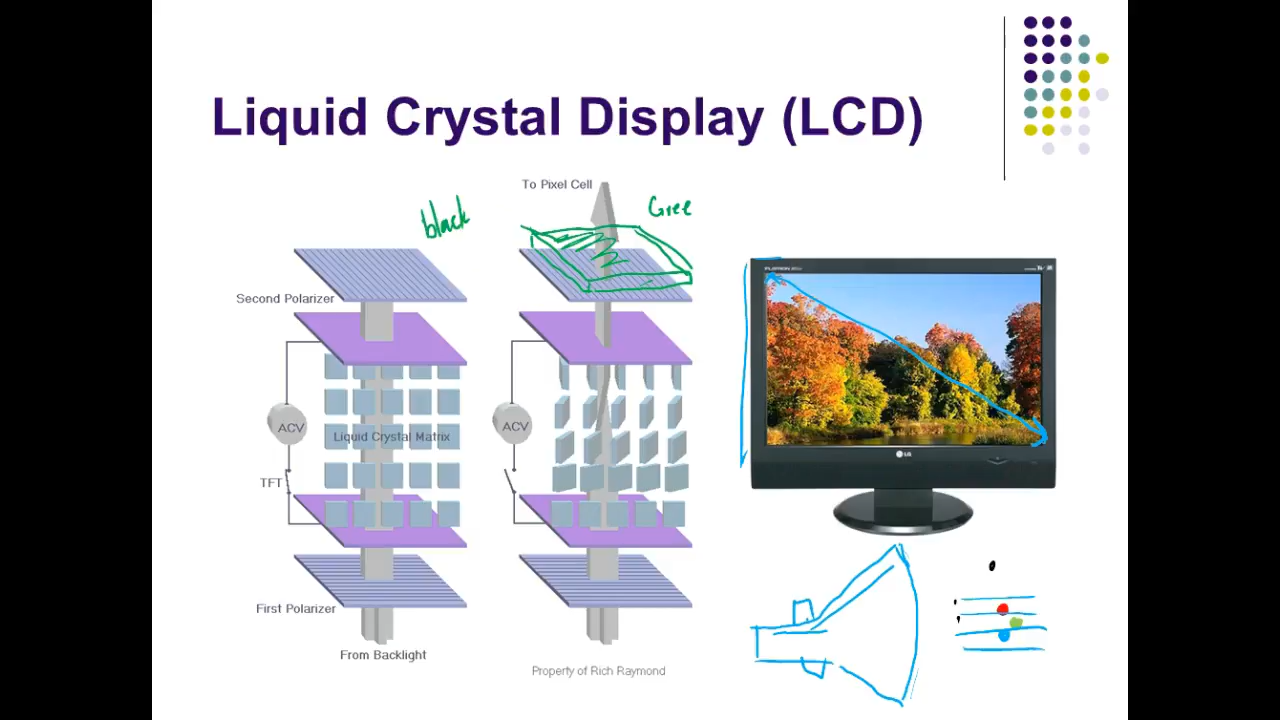 Liquid Crystal Display (LCD)
To Pixel Cell
black
Gree
Second Polarizer
ACV
ACV
Liquid Crystal Matrix
TFT
First Polarizer
From Backlight
Property of Rich Raymond
LG